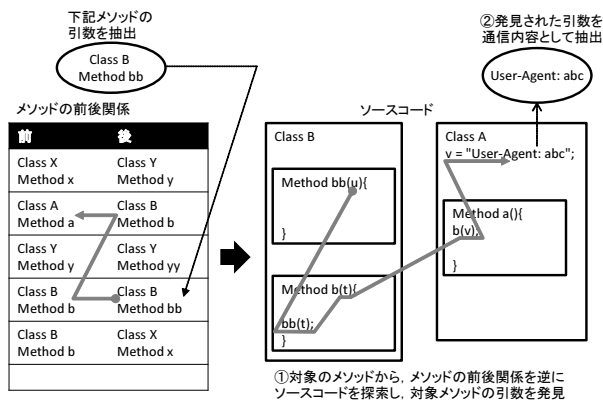 下記メソッドの
引数を抽出
Class B
Method bb
メソッドの前後関係
前 後
Class X Class Y
Method x Method y
Class A Class B
Method a Method b
Class Y Class Y
Method y Method yy
Class B Class B
Method b Method bb
Class B Class X
Method b Method x
②発見された引数を
通信内容として抽出
User-Agent: abc
ソースコード
Class B
Method bb(u){
}
Method b(t){
bb(t);
}
Class A
v = "User-Agent: abc";
Method a(){
b(v);
}
①対象のメソッドから，メソッドの前後関係を逆に
ソースコードを探索し，対象メソッドの引数を発見